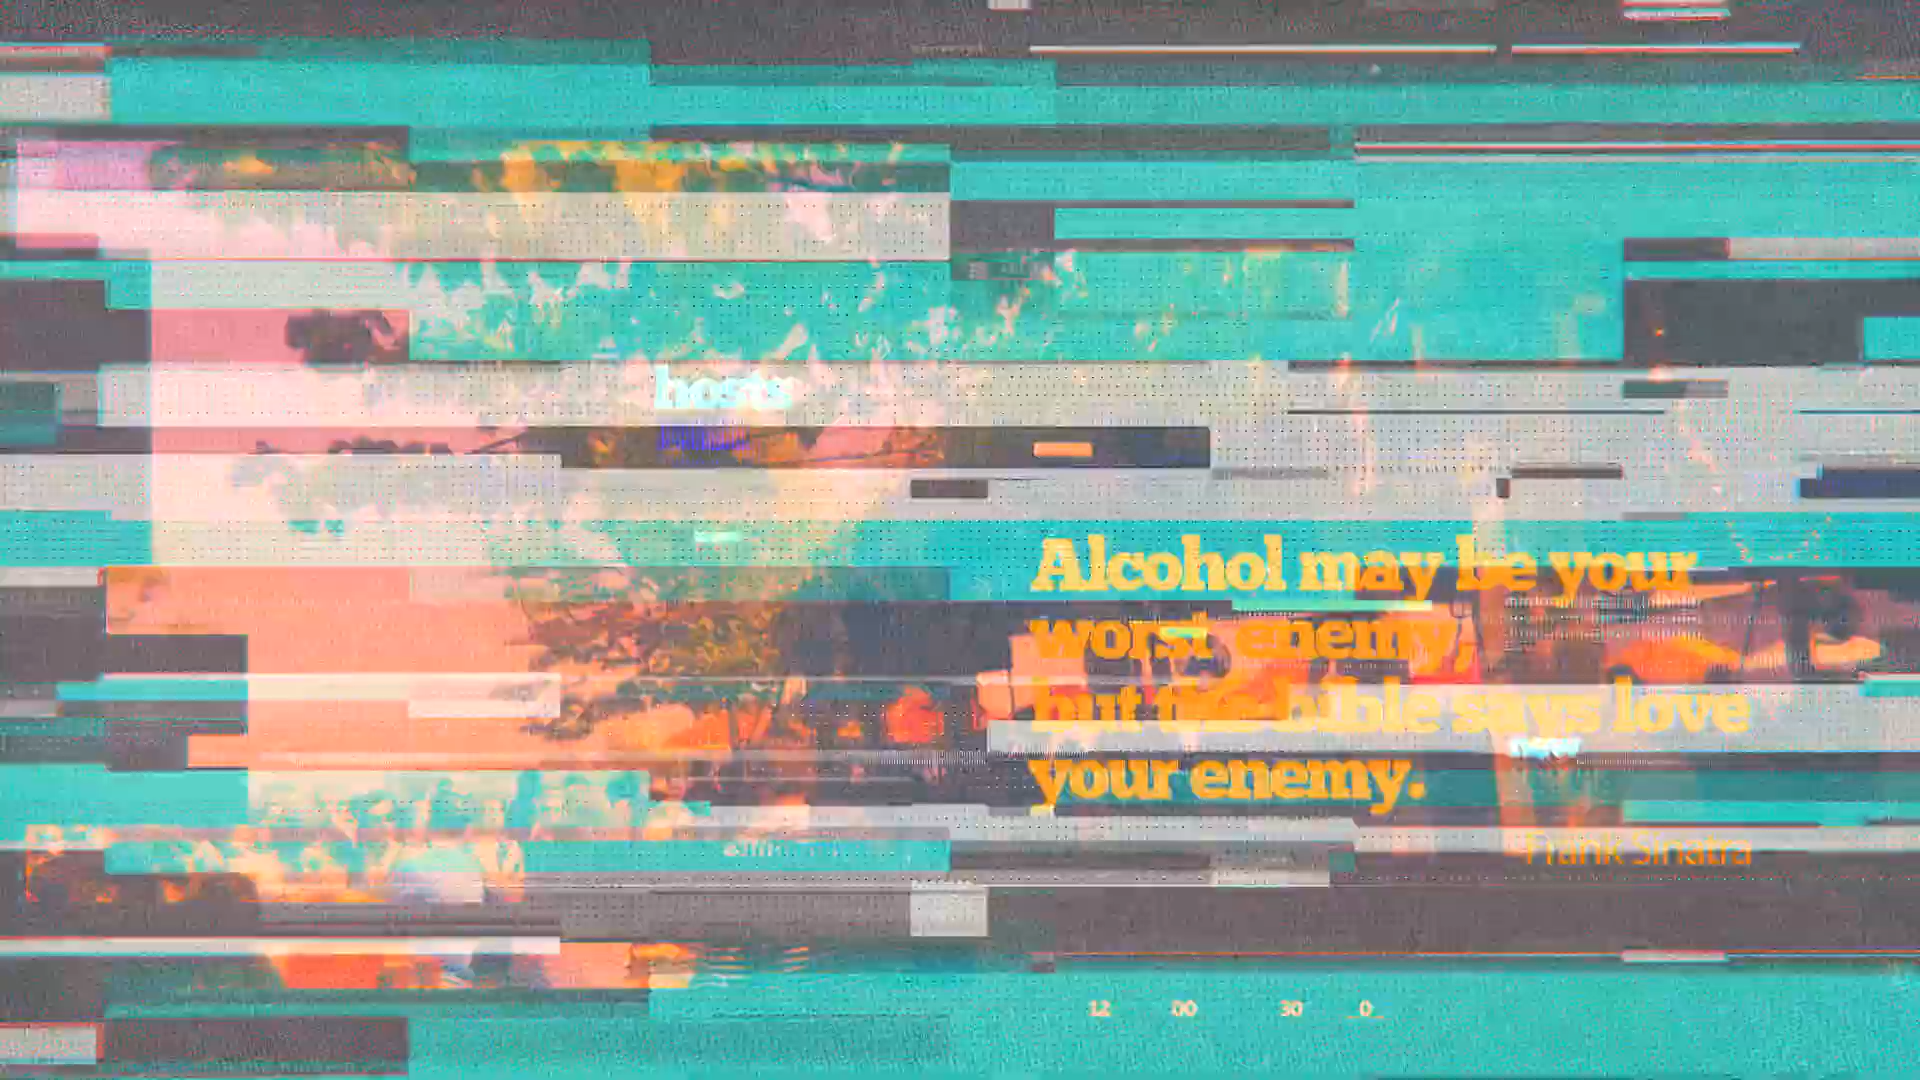 hosts
Alcohol may be your
worst enemy,
but the bible says love
your enemy.
new
Frank Sinatra
12 00 30 0